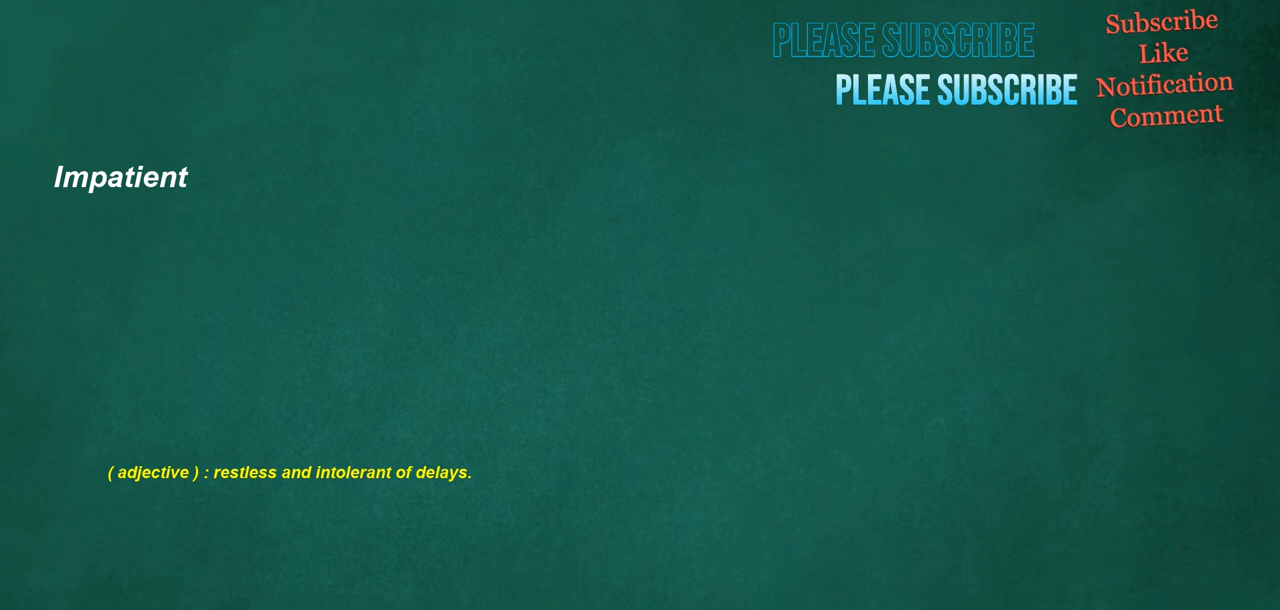 PLEASE SUBSCRIBE
PLEASE SUBSCRIBE
Subscribe
Like
Notification
Comment
Impatient
( adjective ) : restless and intolerant of delays.